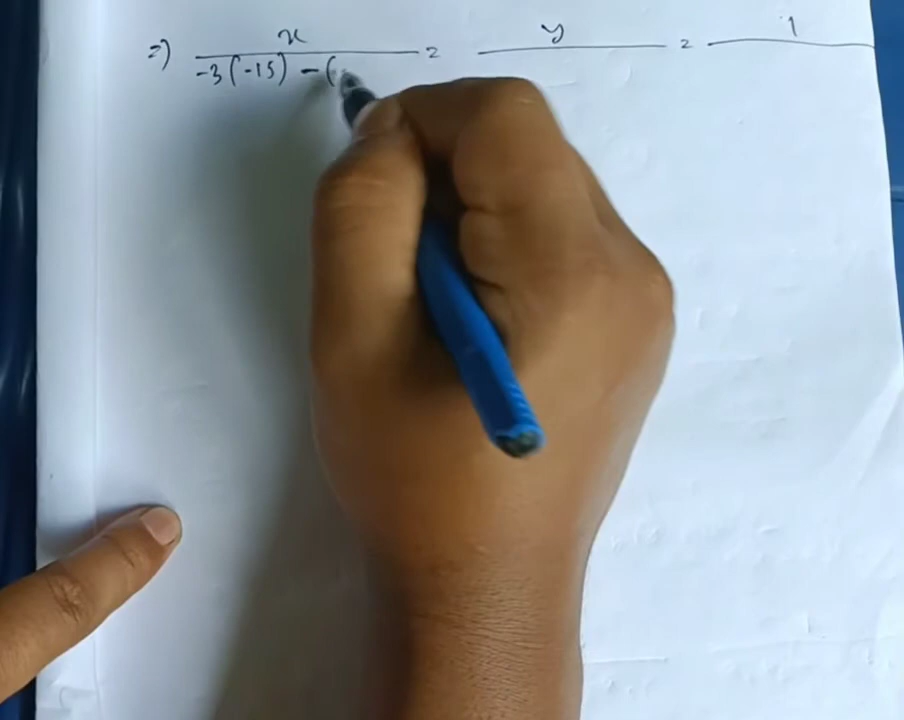 =) x/(-3(-15) -( = y/ = 1/